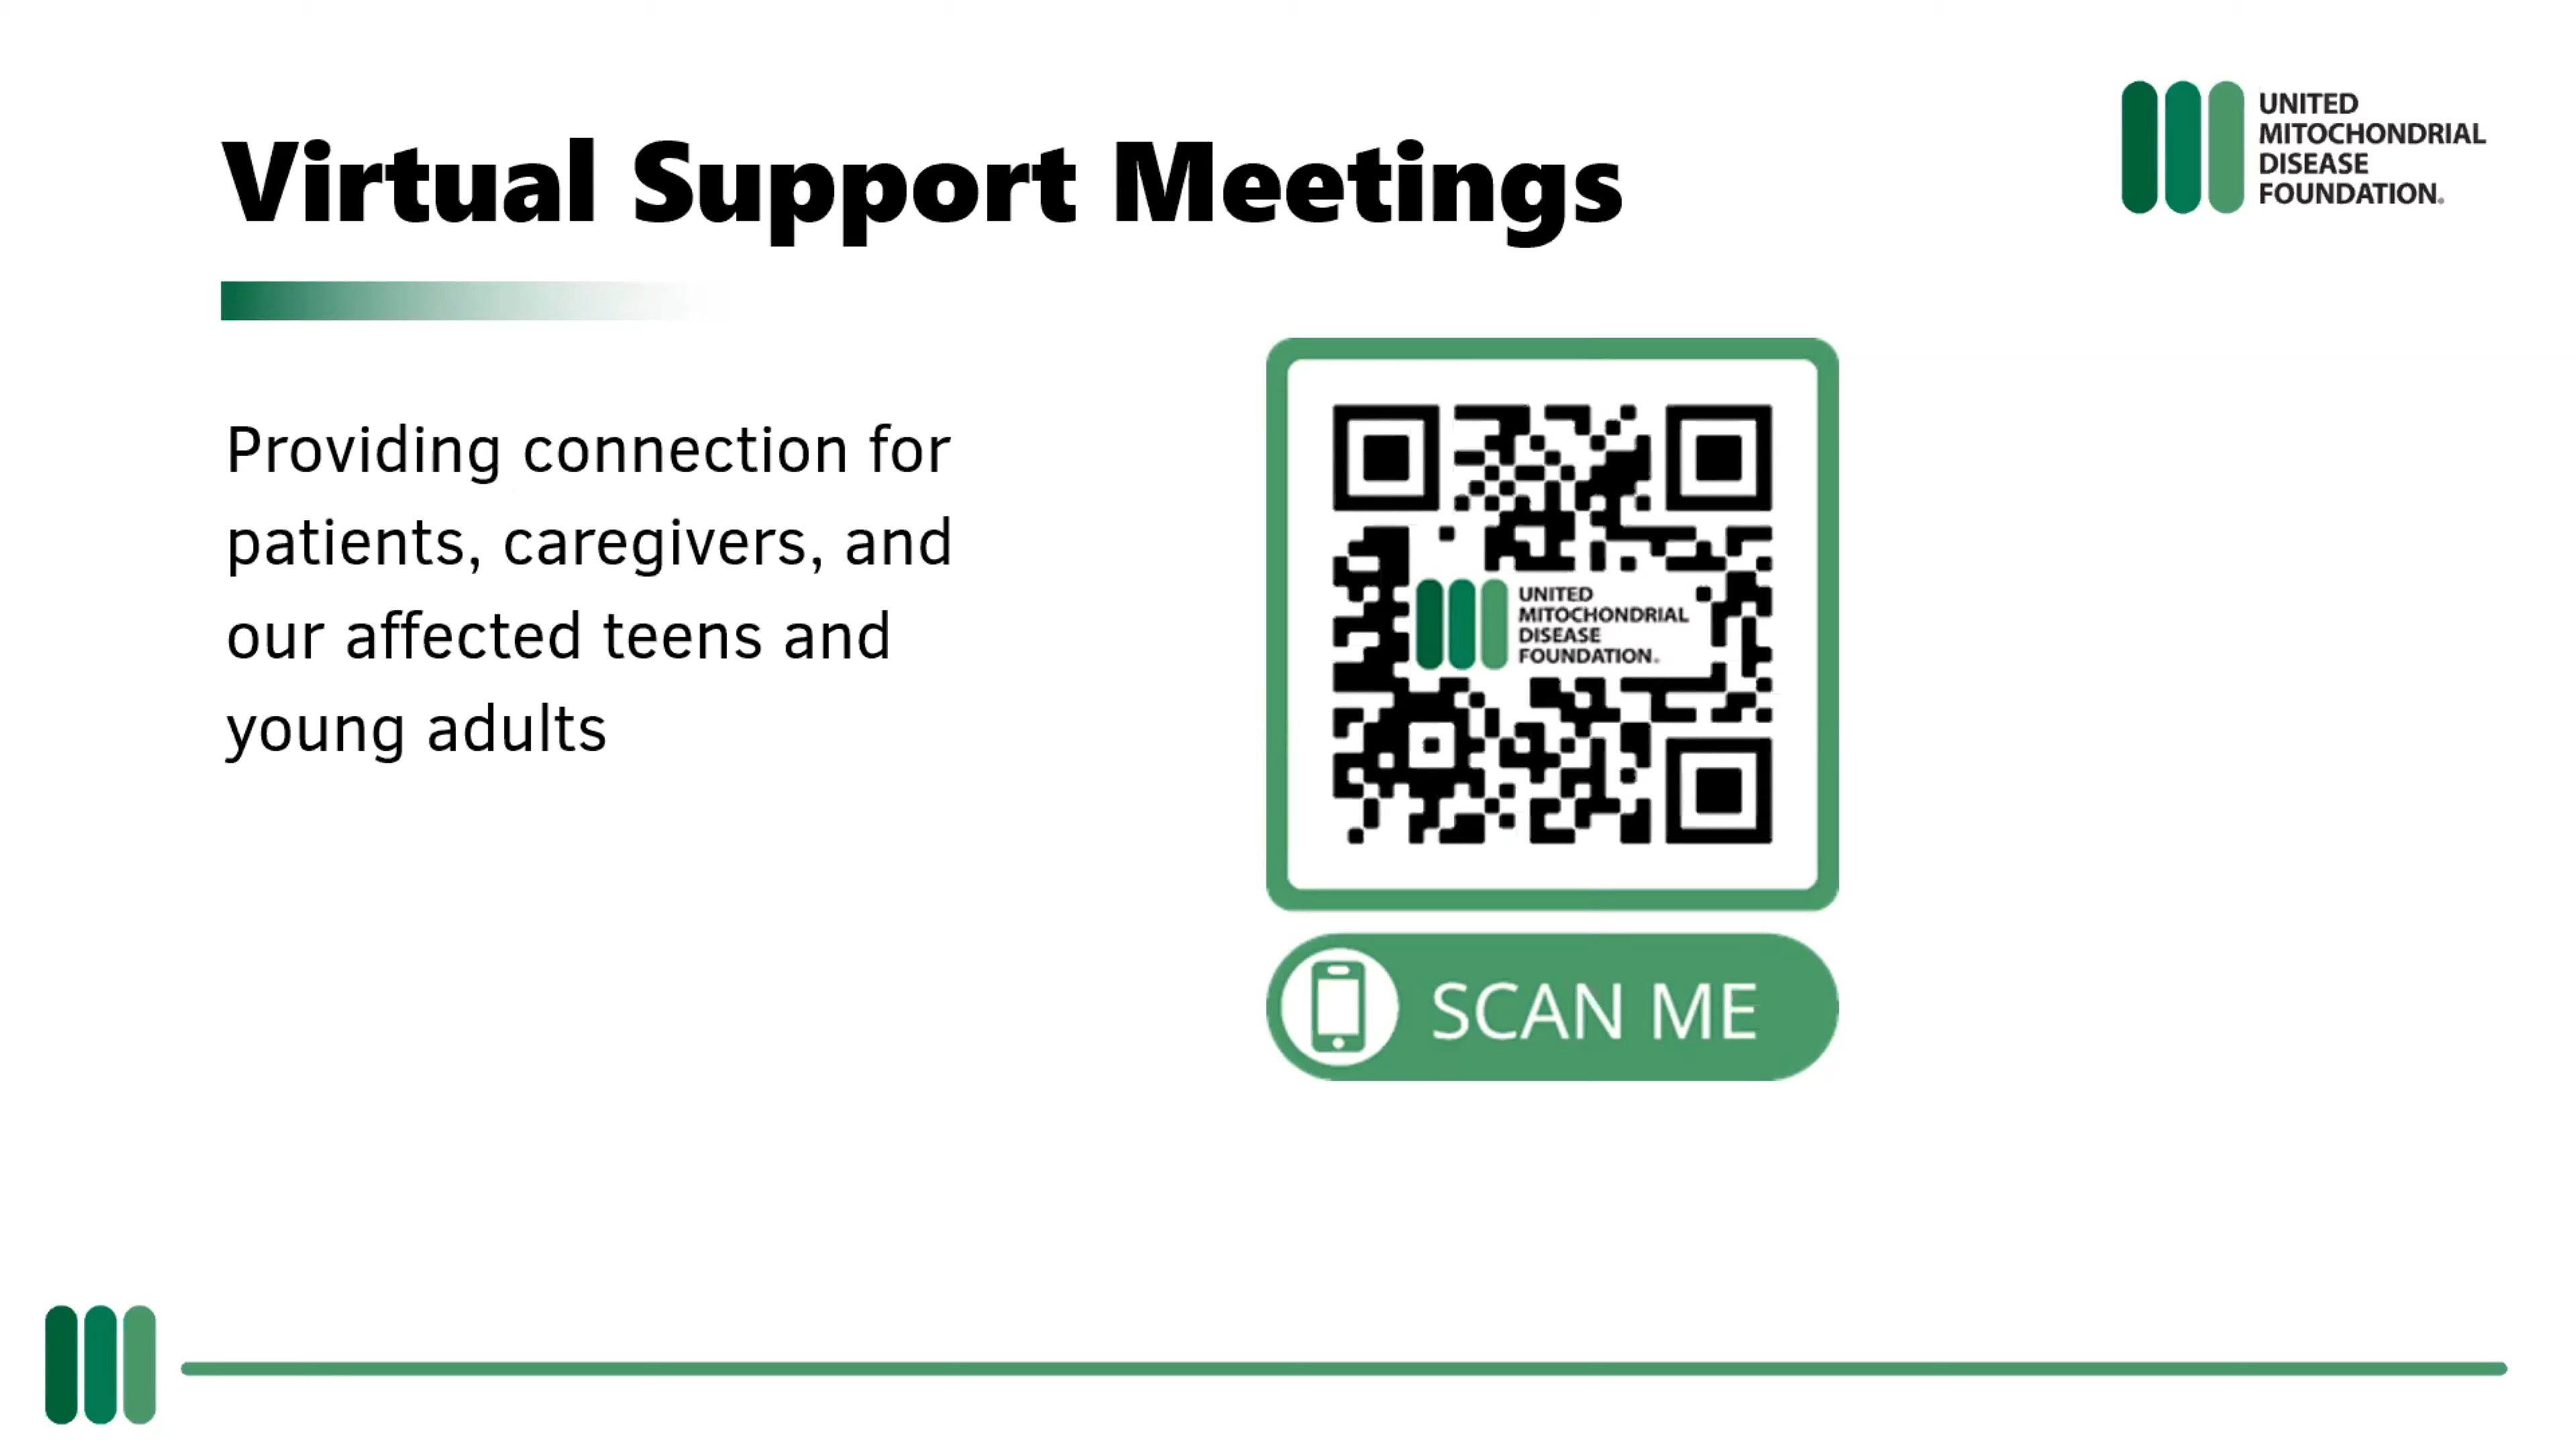 Virtual Support Meetings
UNITED
MITOCHONDRIAL
DISEASE
FOUNDATION®
Providing connection for
patients, caregivers, and
our affected teens and
young adults
UNITED
MITOCHONDRIAL
DISEASE
FOUNDATION®
SCAN ME